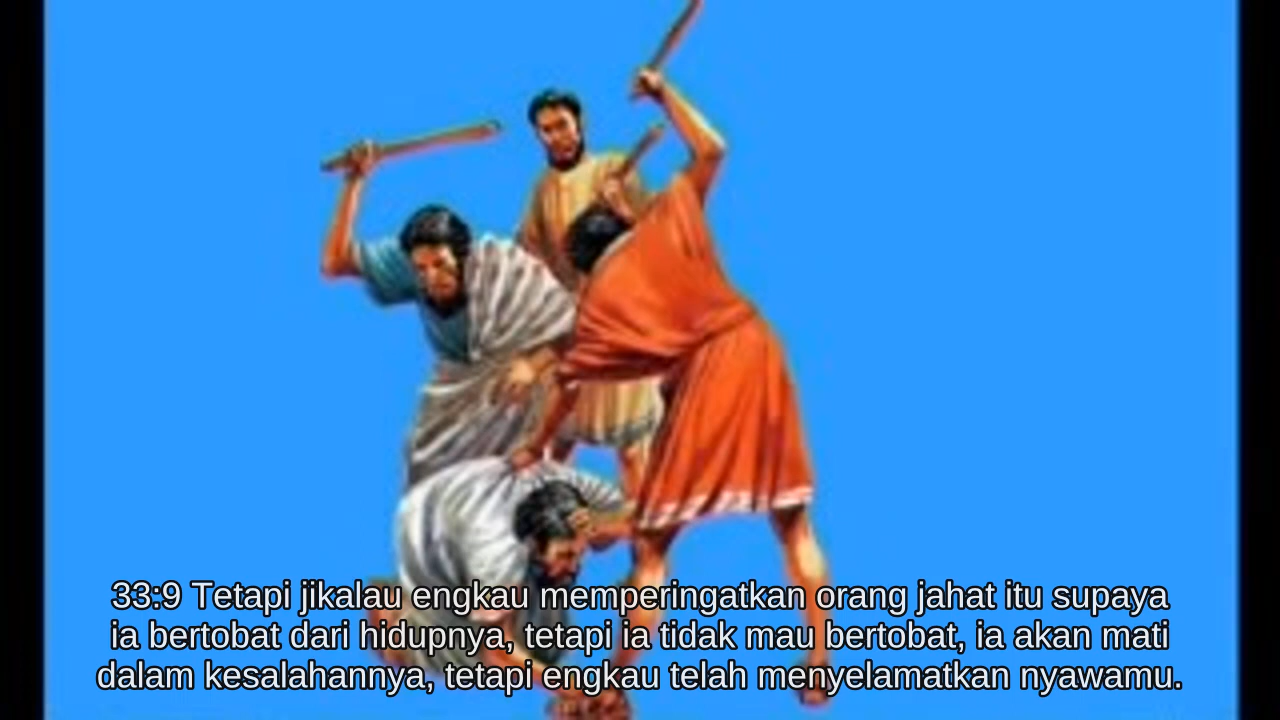 33:9 Tetapi jikalau engkau memperingatkan orang jahat itu supaya
ia bertobat dari hidupnya, tetapi ia tidak mau bertobat, ia akan mati
dalam kesalahannya, tetapi engkau telah menyelamatkan nyawamu.